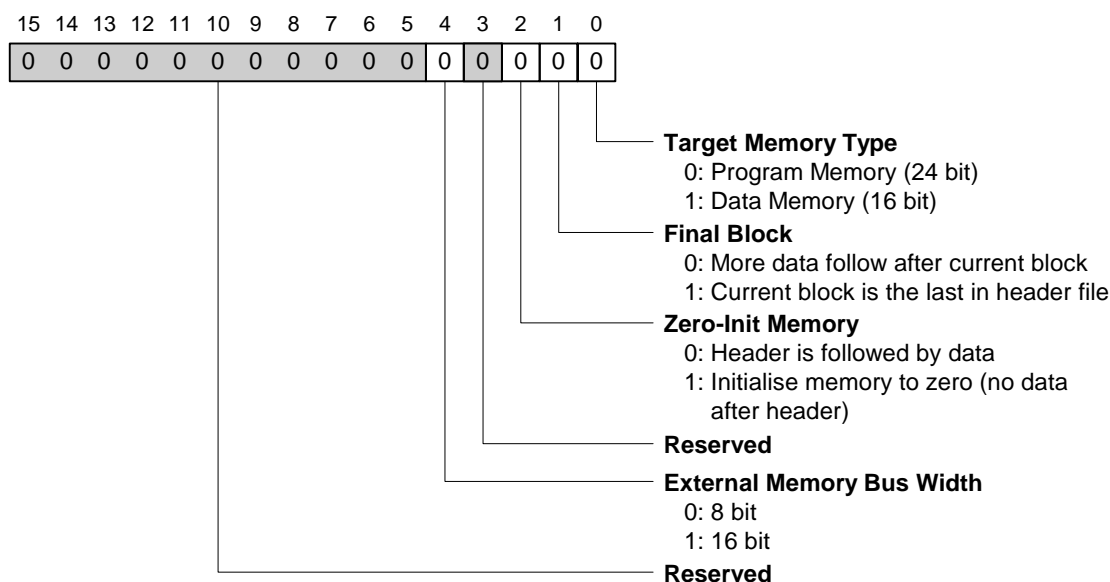 15 14 13 12 11 10 9 8 7 6 5 4 3 2 1 0
0 0 0 0 0 0 0 0 0 0 0 0 0 0 0 0
Target Memory Type
0: Program Memory (24 bit)
1: Data Memory (16 bit)
Final Block
0: More data follow after current block
1: Current block is the last in header file
Zero-Init Memory
0: Header is followed by data
1: Initialise memory to zero (no data
after header)
Reserved
External Memory Bus Width
0: 8 bit
1: 16 bit
Reserved